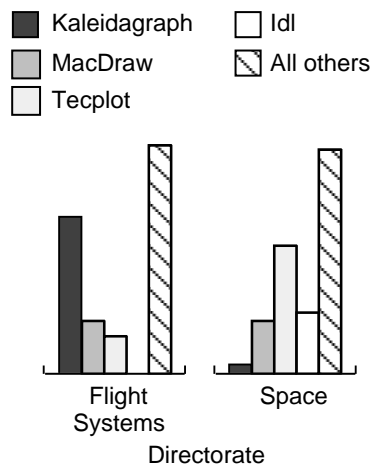 Kaleidagraph
Idl
MacDraw
All others
Tecplot
Flight
Systems
Space
Directorate